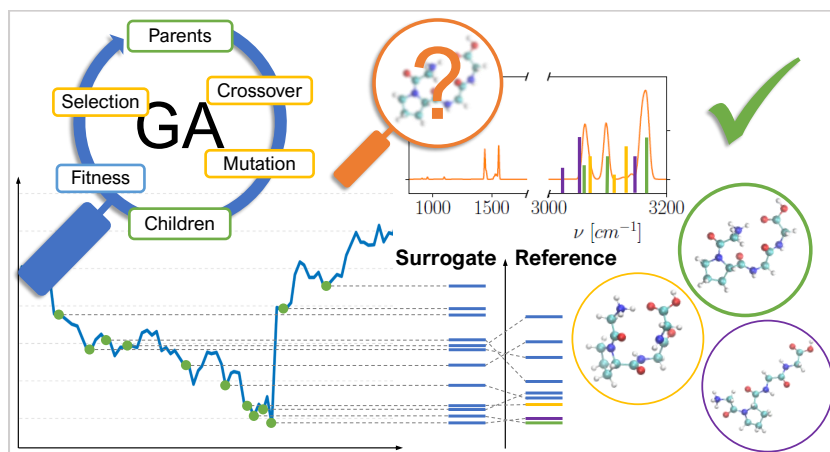 Parents
Selection
Crossover
GA
Mutation
Fitness
Children
?
1000
1500
3000
3200
ν [cm⁻¹]
Surrogate
Reference